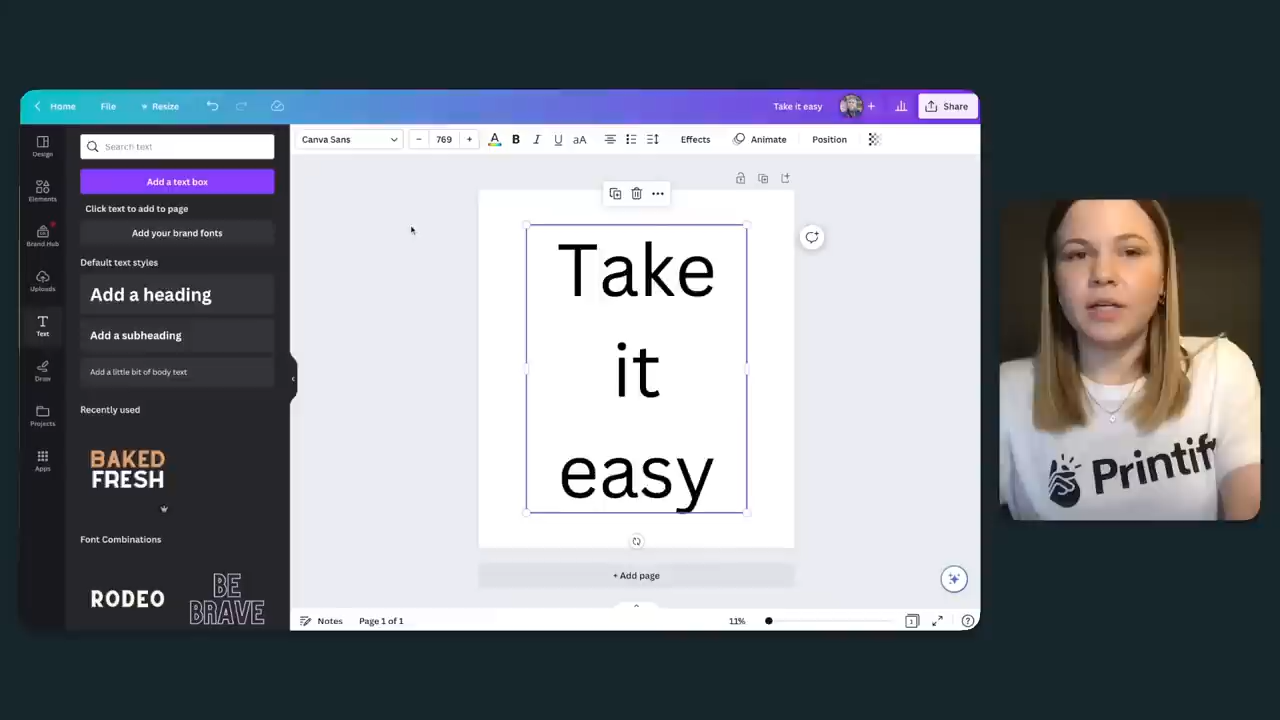 Home File Resize Take it easy Share
Search text
Canva Sans 769 A B I U aA Effects Animate Position
Design
Elements
Brand Hub
Uploads
Text
Draw
Projects
Apps
Add a text box
Click text to add to page
Add your brand fonts
Default text styles
Add a heading
Add a subheading
Add a little bit of body text
Recently used
BAKED
FRESH
Font Combinations
RODEO
BE
BRAVE
Take
it
easy
+ Add page
Notes Page 1 of 1 11% 1
Printif